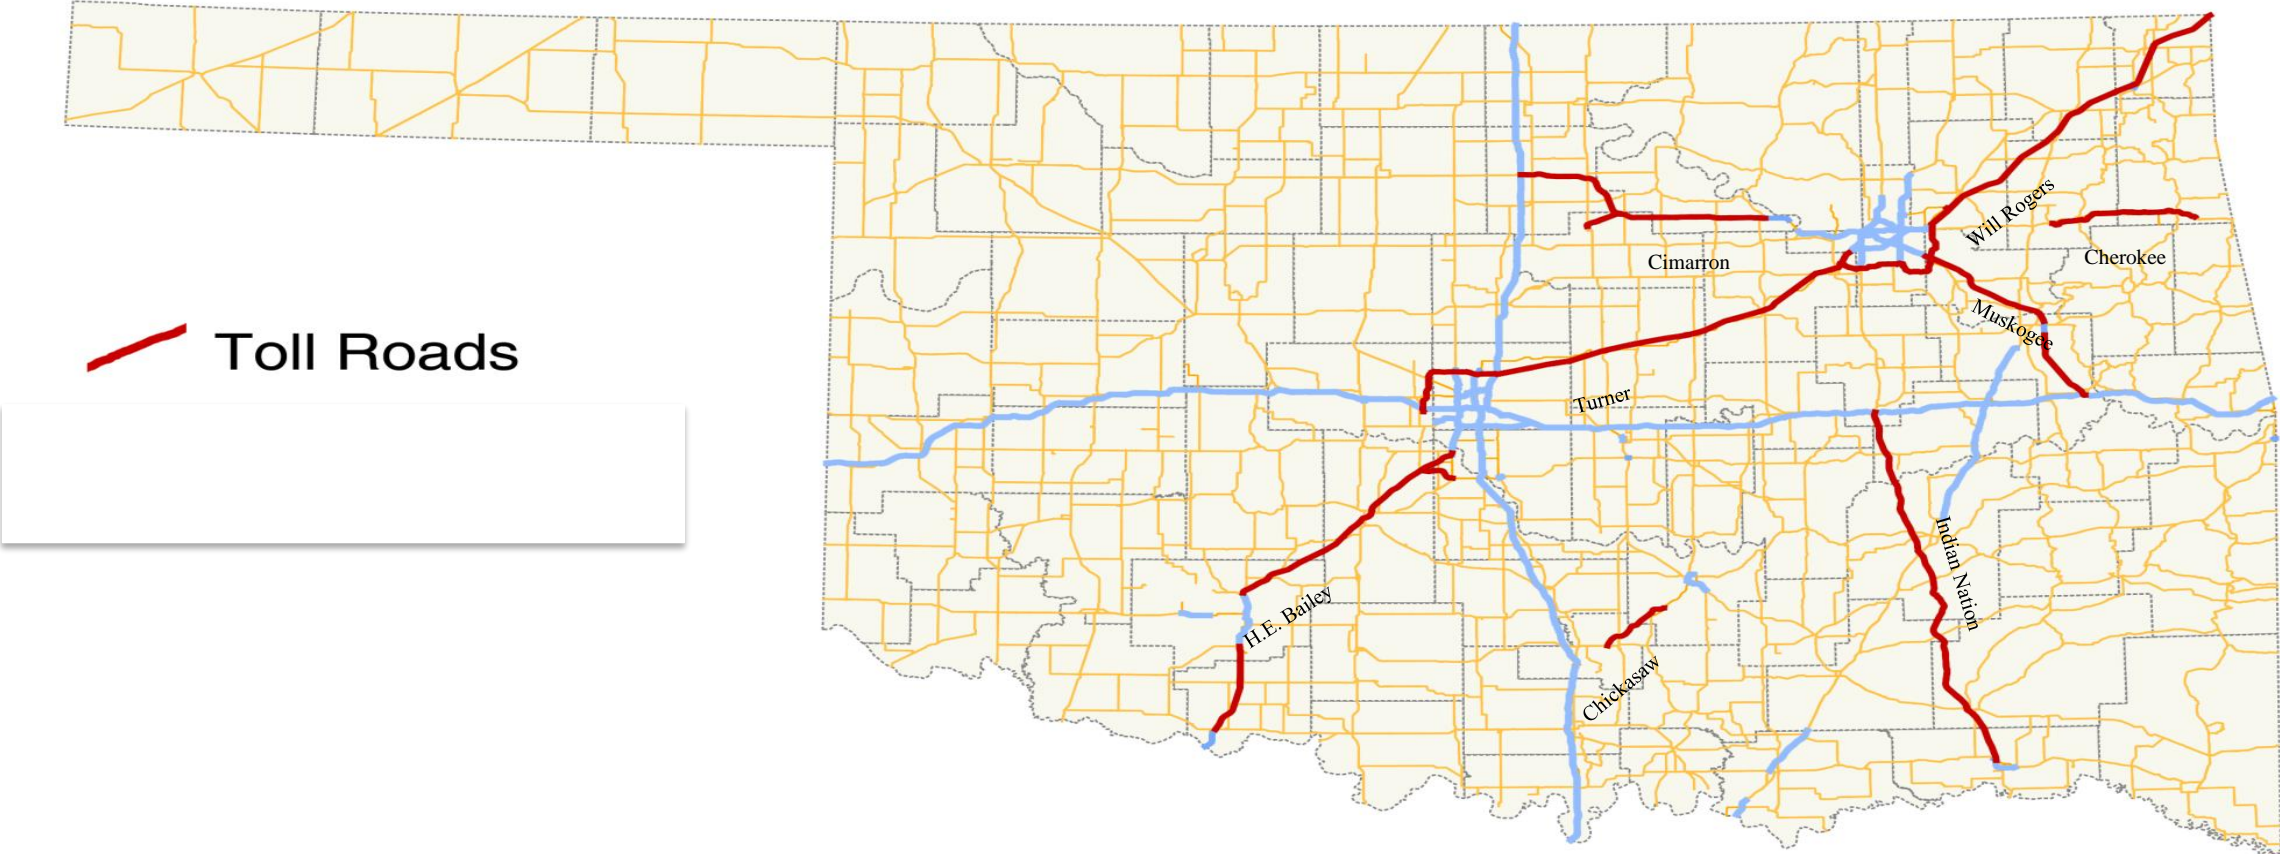 Will Rogers
Cherokee
Cimarron
Muskogee
Toll Roads
Turner
Indian Nation
H.E. Bailey
Chickasaw